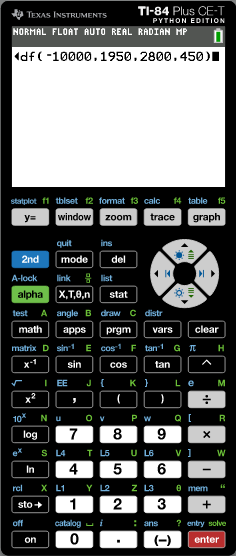 TEXAS INSTRUMENTS TI-84 Plus CE-T
PYTHON EDITION
NORMAL FLOAT AUTO REAL RADIAN MP
df(-10000,1950,2800,450)
statplot f1 tblset f2 format f3 calc f4 table f5
y= window zoom trace graph
quit ins
2nd mode del
A-lock link list
alpha X,T,θ,n stat
test A angle B draw C distr
math apps prgm vars clear
matrix D sin⁻¹ E cos⁻¹ F tan⁻¹ G π H
x⁻¹ sin cos tan ^
√ I EE J { K } L e M
x² , ( ) ÷
10ˣ N u O v P w Q [ R
log 7 8 9 ×
eˣ S L4 T L5 U L6 V ] W
ln 4 5 6 −
rcl X L1 Y L2 Z L3 θ mem "
sto→ 1 2 3 +
off catalog i : ans ? entry solve
on 0 . (−) enter